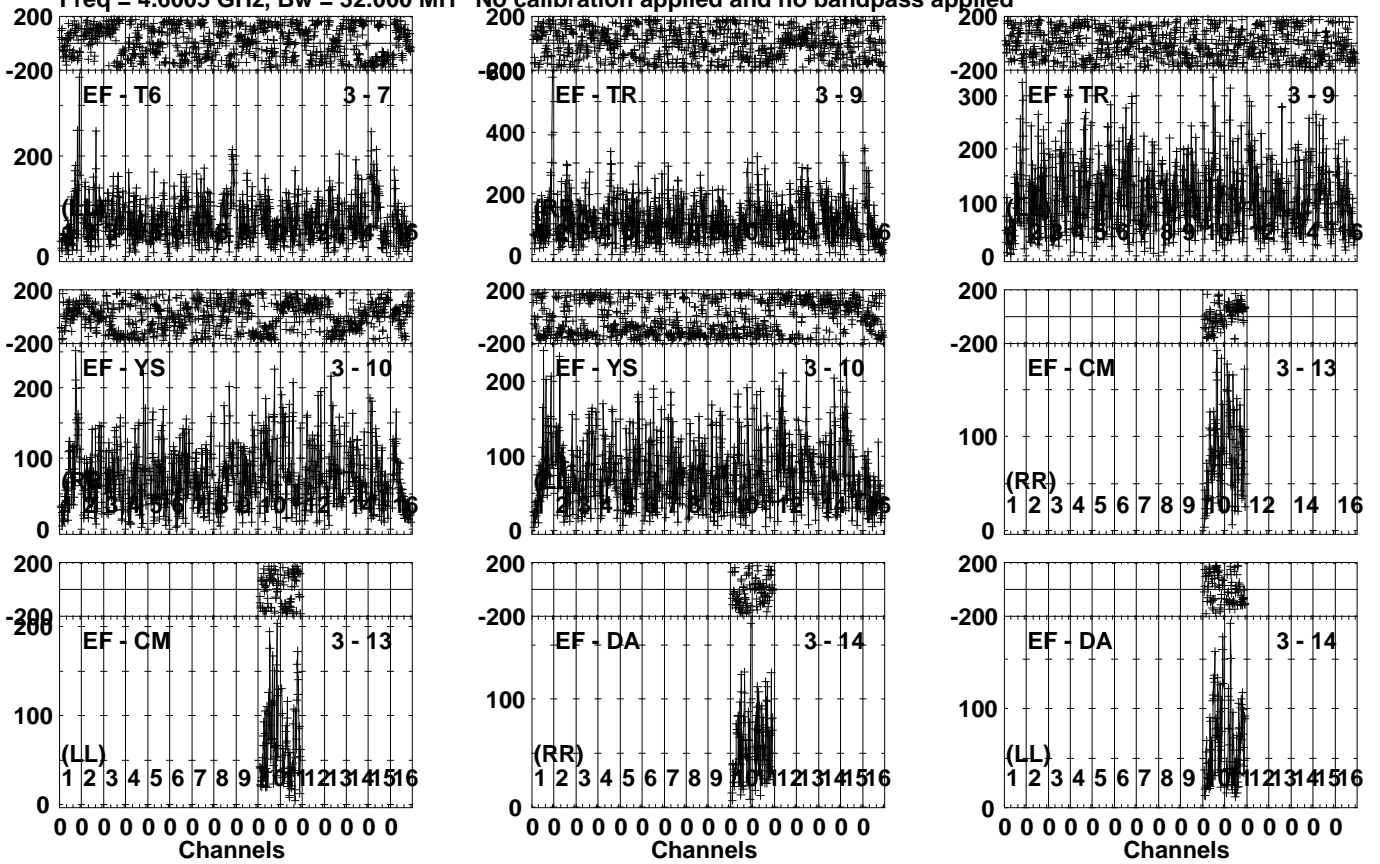 Freq = 4.6005 GHz, Bw = 32.000 MH No calibration applied and no bandpass applied
200 200 200
-200 -200
EF - T6 3 - 7 EF - TR 3 - 9 EF - TR 3 - 9
600 300
400
200 200 200
100
0 0 0
200 200 200
-200 -200 -200
EF - YS 3 - 10 EF - YS 3 - 10 EF - CM 3 - 13
200 200
100 100 100
(RR)
1 2 3 4 5 6 7 8 9 10 12 14 16
0 0 0
200 200 200
-200 -200 -200
200
EF - CM 3 - 13 EF - DA 3 - 14 EF - DA 3 - 14
100 100 100
(LL) (RR) (LL)
1 2 3 4 5 6 7 8 9 10 11 12 13 14 15 16 1 2 3 4 5 6 7 8 9 10 11 12 13 14 15 16 1 2 3 4 5 6 7 8 9 10 11 12 13 14 15 16
0 0 0
0 0 0 0 0 0 0 0 0 0 0 0 0 0 0 0 0 0 0 0 0 0 0 0 0 0 0 0 0 0 0 0 0 0 0 0 0 0 0 0 0 0 0 0 0 0 0 0
Channels Channels Channels